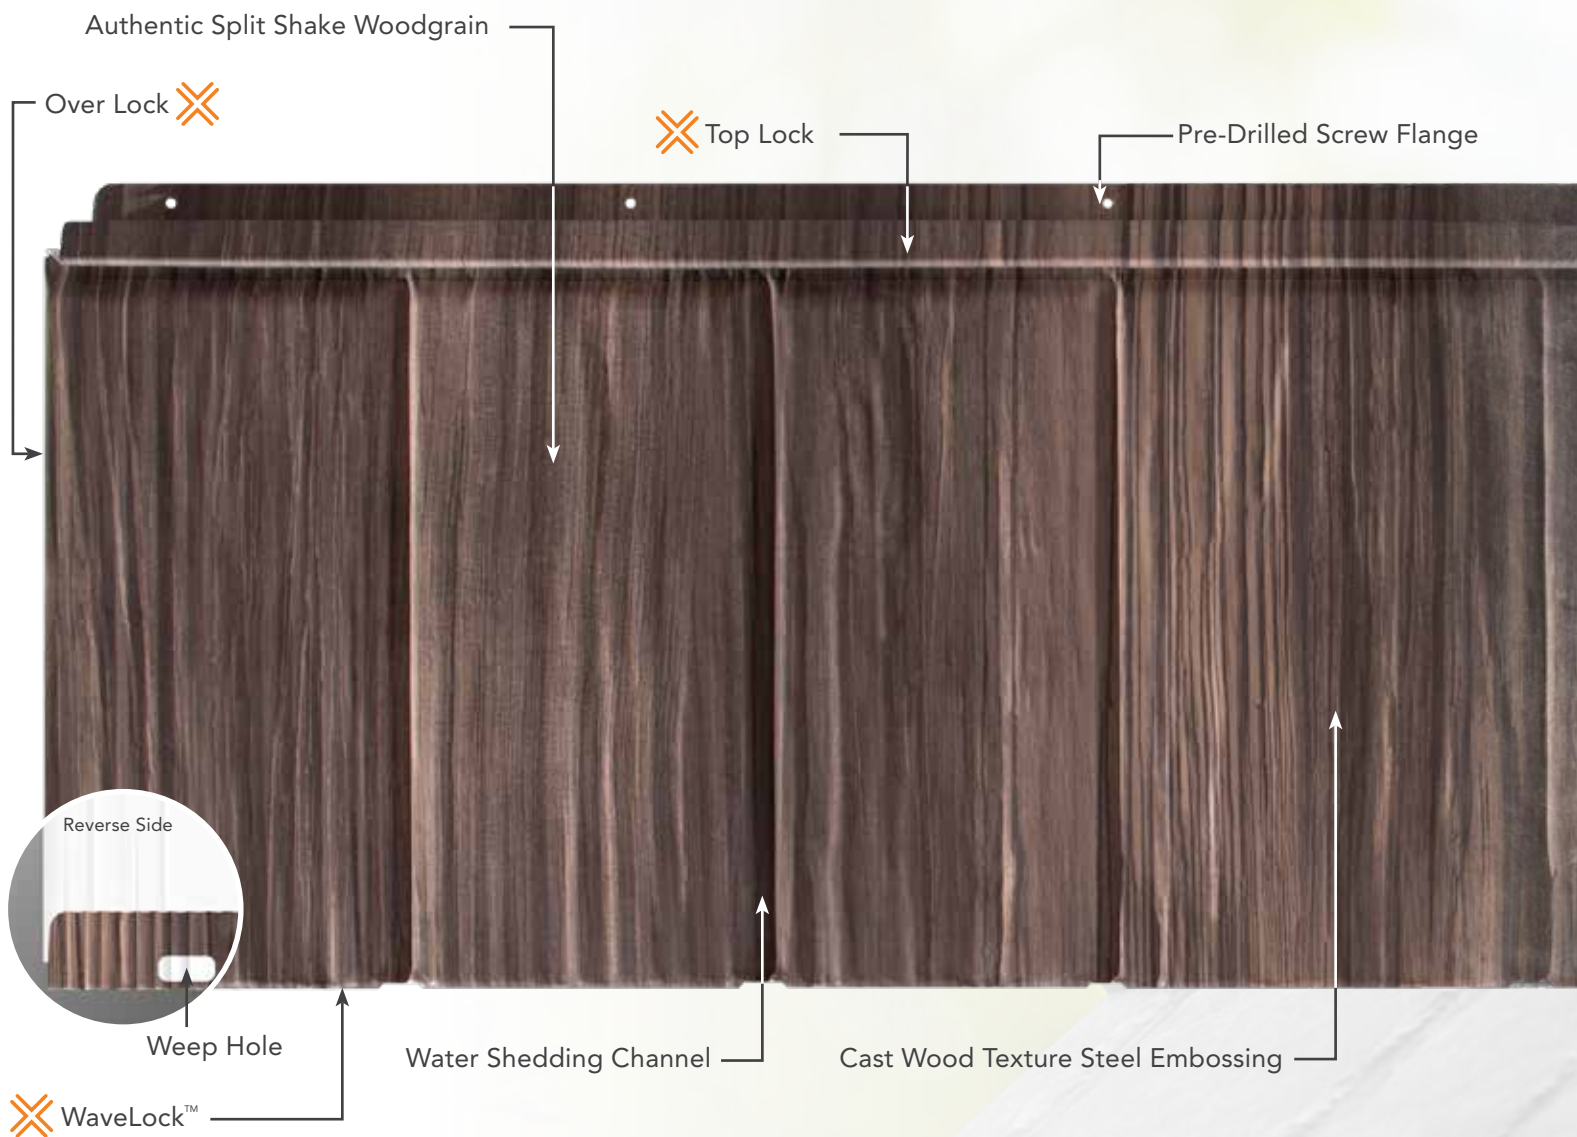 Authentic Split Shake Woodgrain
Over Lock
Top Lock
Pre-Drilled Screw Flange
Reverse Side
Weep Hole
Water Shedding Channel
Cast Wood Texture Steel Embossing
WaveLock™